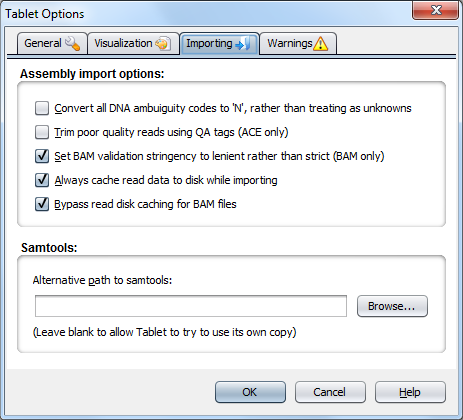 Tablet Options
General Visualization Importing Warnings
Assembly import options:
Convert all DNA ambuiguity codes to 'N', rather than treating as unknowns
Trim poor quality reads using QA tags (ACE only)
Set BAM validation stringency to lenient rather than strict (BAM only)
Always cache read data to disk while importing
Bypass read disk caching for BAM files
Samtools:
Alternative path to samtools:
Browse...
(Leave blank to allow Tablet to try to use its own copy)
OK Cancel Help